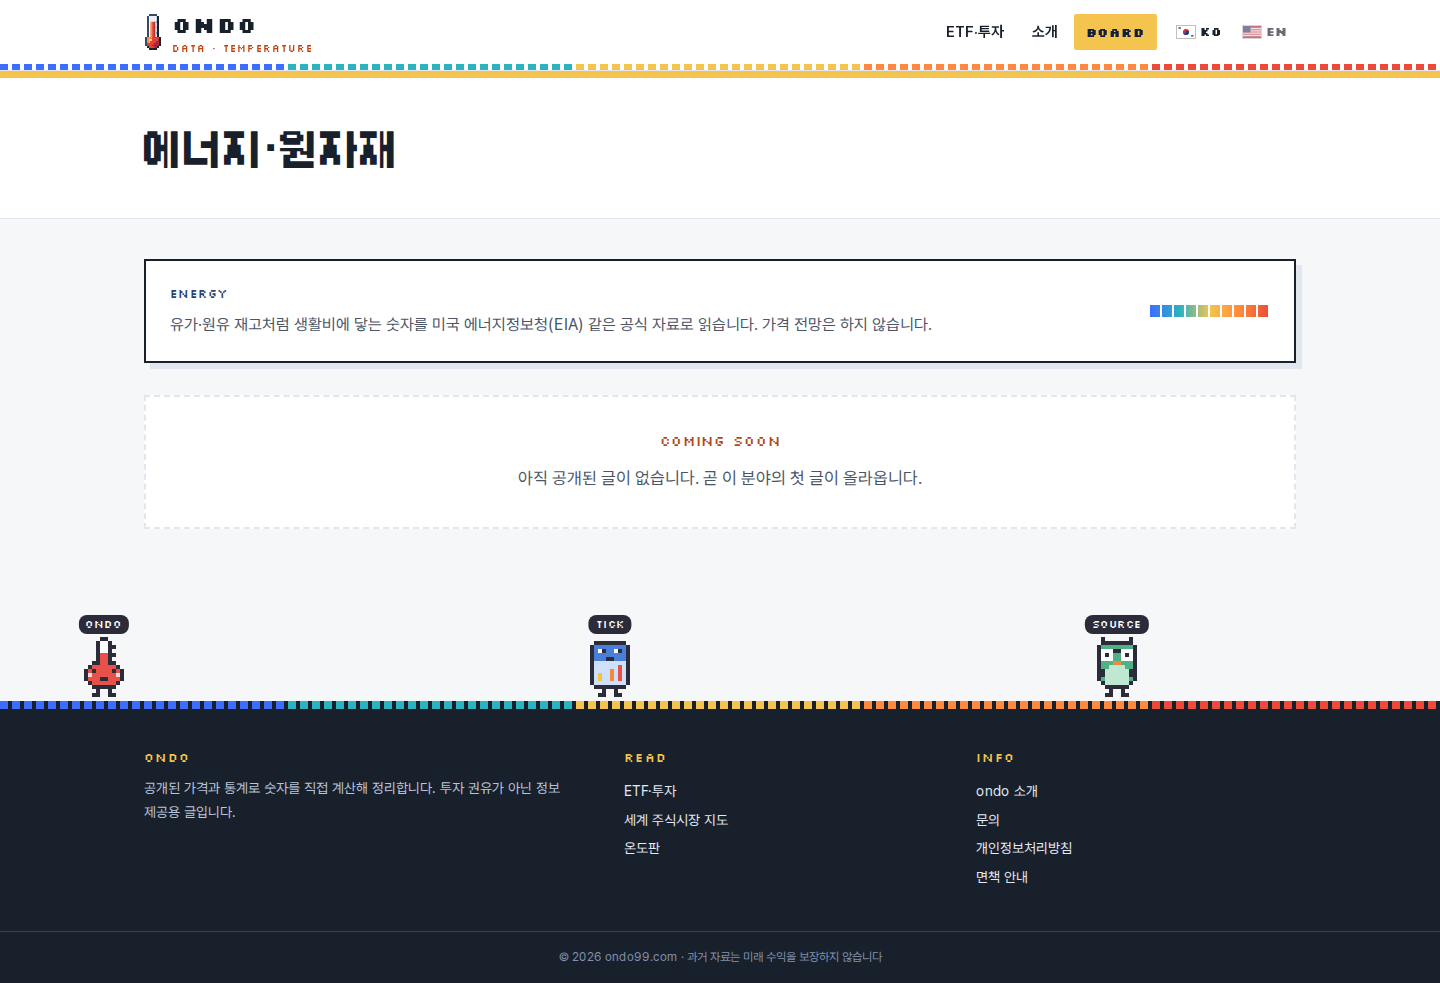 ONDO
DATA · TEMPERATURE
ETF·투자
소개
BOARD
KO
EN
에너지·원자재
ENERGY
유가·원유 재고처럼 생활비에 닿는 숫자를 미국 에너지정보청(EIA) 같은 공식 자료로 읽습니다. 가격 전망은 하지 않습니다.
COMING SOON
아직 공개된 글이 없습니다. 곧 이 분야의 첫 글이 올라옵니다.
ONDO
TICK
SOURCE
ONDO
공개된 가격과 통계로 숫자를 직접 계산해 정리합니다. 투자 권유가 아닌 정보
제공용 글입니다.
READ
ETF·투자
세계 주식시장 지도
온도판
INFO
ondo 소개
문의
개인정보처리방침
면책 안내
© 2026 ondo99.com · 과거 자료는 미래 수익을 보장하지 않습니다